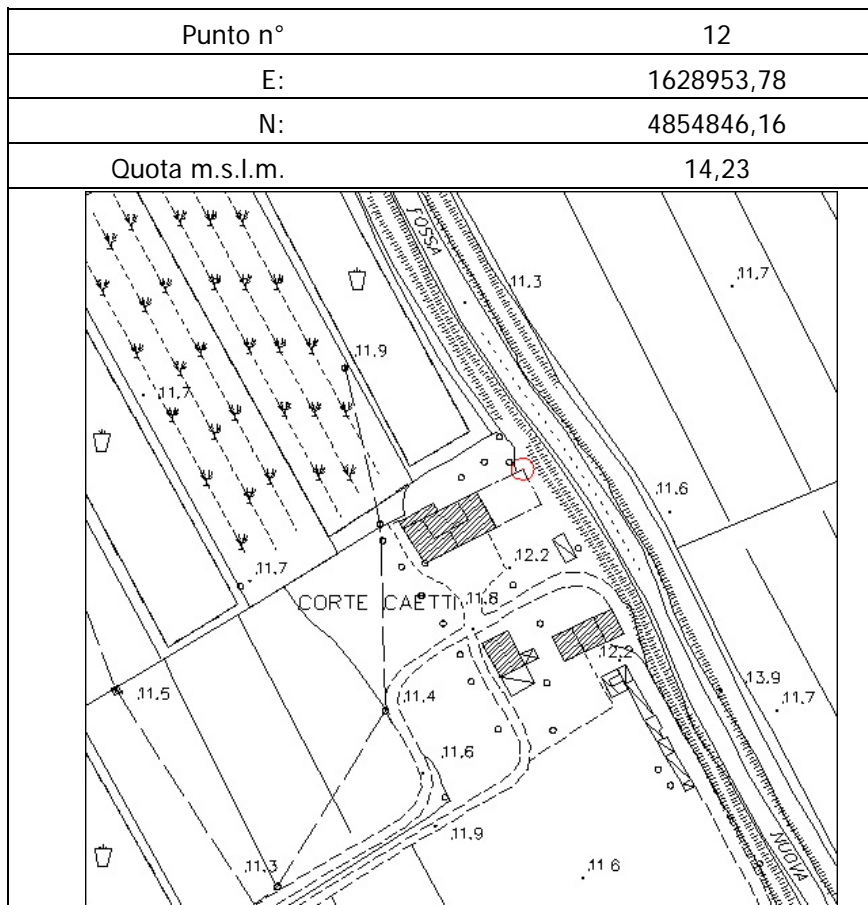 Punto n° 12
E: 1628953,78
N: 4854846,16
Quota m.s.l.m. 14,23
FOSSA
11.3
11.7
11.9
11.7
11.6
11.7
12.2
CORTE CAETTI
11.8
12.2
11.5
11.4
13.9
11.7
11.6
11.9
11.3
11 6
NUOVA